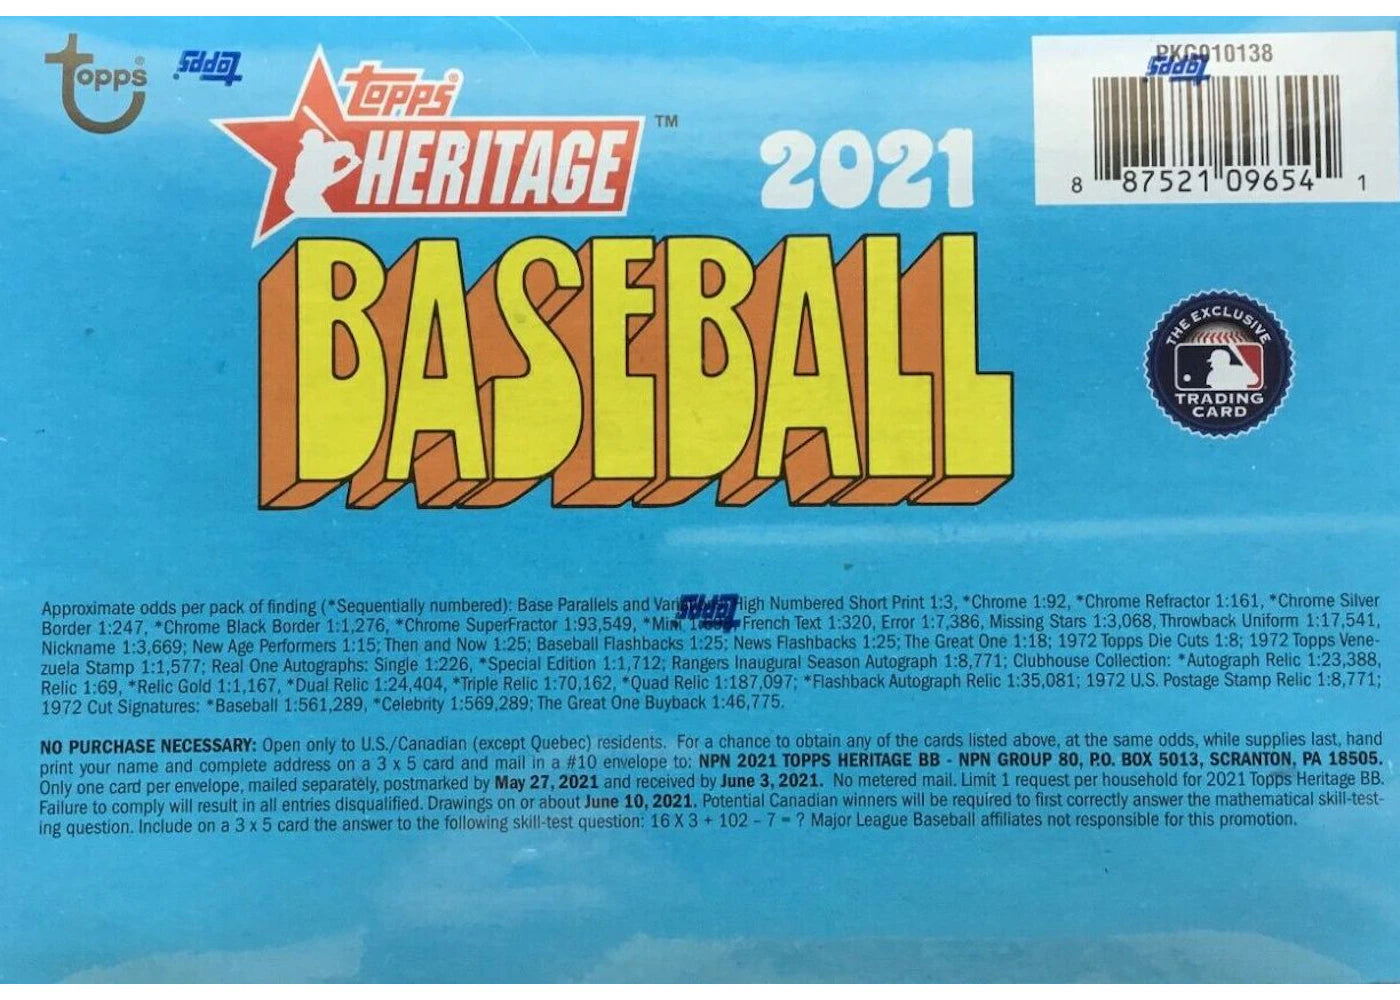 Topps® Topps
Topps®
HERITAGE™
2021
PKG010138
8 87521 09654 1
BASEBALL
THE EXCLUSIVE
TRADING
CARD
Approximate odds per pack of finding (*Sequentially numbered): Base Parallels and High Numbered Short Print 1:3, *Chrome 1:92, *Chrome Refractor 1:161, *Chrome Silver
Border 1:247, *Chrome Black Border 1:1,276, *Chrome SuperFractor 1:93,549, French Text 1:320, Error 1:7,386, Missing Stars 1:3,068, Throwback Uniform 1:17,541,
Nickname 1:3,669; New Age Performers 1:15; Then and Now 1:25; Baseball Flashbacks 1:25; News Flashbacks 1:25; The Great One 1:18; 1972 Topps Die Cuts 1:8; 1972 Topps Vene-
zuela Stamp 1:1,577; Real One Autographs: Single 1:226, *Special Edition 1:1,712; Rangers Inaugural Season Autograph 1:8,771; Clubhouse Collection: *Autograph Relic 1:23,388,
Relic 1:69, *Relic Gold 1:1,167, *Dual Relic 1:24,404, *Triple Relic 1:70,162, *Quad Relic 1:187,097; *Flashback Autograph Relic 1:35,081; 1972 U.S. Postage Stamp Relic 1:8,771;
1972 Cut Signatures: *Baseball 1:561,289, *Celebrity 1:569,289; The Great One Buyback 1:46,775.
NO PURCHASE NECESSARY: Open only to U.S./Canadian (except Quebec) residents. For a chance to obtain any of the cards listed above, at the same odds, while supplies last, hand
print your name and complete address on a 3 x 5 card and mail in a #10 envelope to: NPN 2021 TOPPS HERITAGE BB - NPN GROUP 80, P.O. BOX 5013, SCRANTON, PA 18505.
Only one card per envelope, mailed separately, postmarked by May 27, 2021 and received by June 3, 2021. No metered mail. Limit 1 request per household for 2021 Topps Heritage BB.
Failure to comply will result in all entries disqualified. Drawings on or about June 10, 2021. Potential Canadian winners will be required to first correctly answer the mathematical skill-test-
ing question. Include on a 3 x 5 card the answer to the following skill-test question: 16 X 3 + 102 - 7 = ? Major League Baseball affiliates not responsible for this promotion.